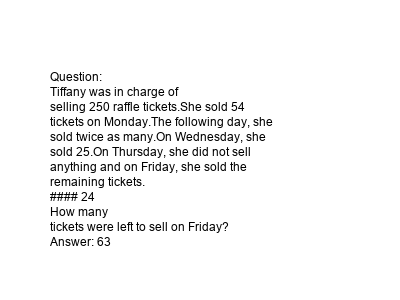 Question:
Tiffany was in charge of
selling 250 raffle tickets.She sold 54
tickets on Monday.The following day, she
sold twice as many.On Wednesday, she
sold 25.On Thursday, she did not sell
anything and on Friday, she sold the
remaining tickets.
#### 24
How many
tickets were left to sell on Friday?
Answer: 63